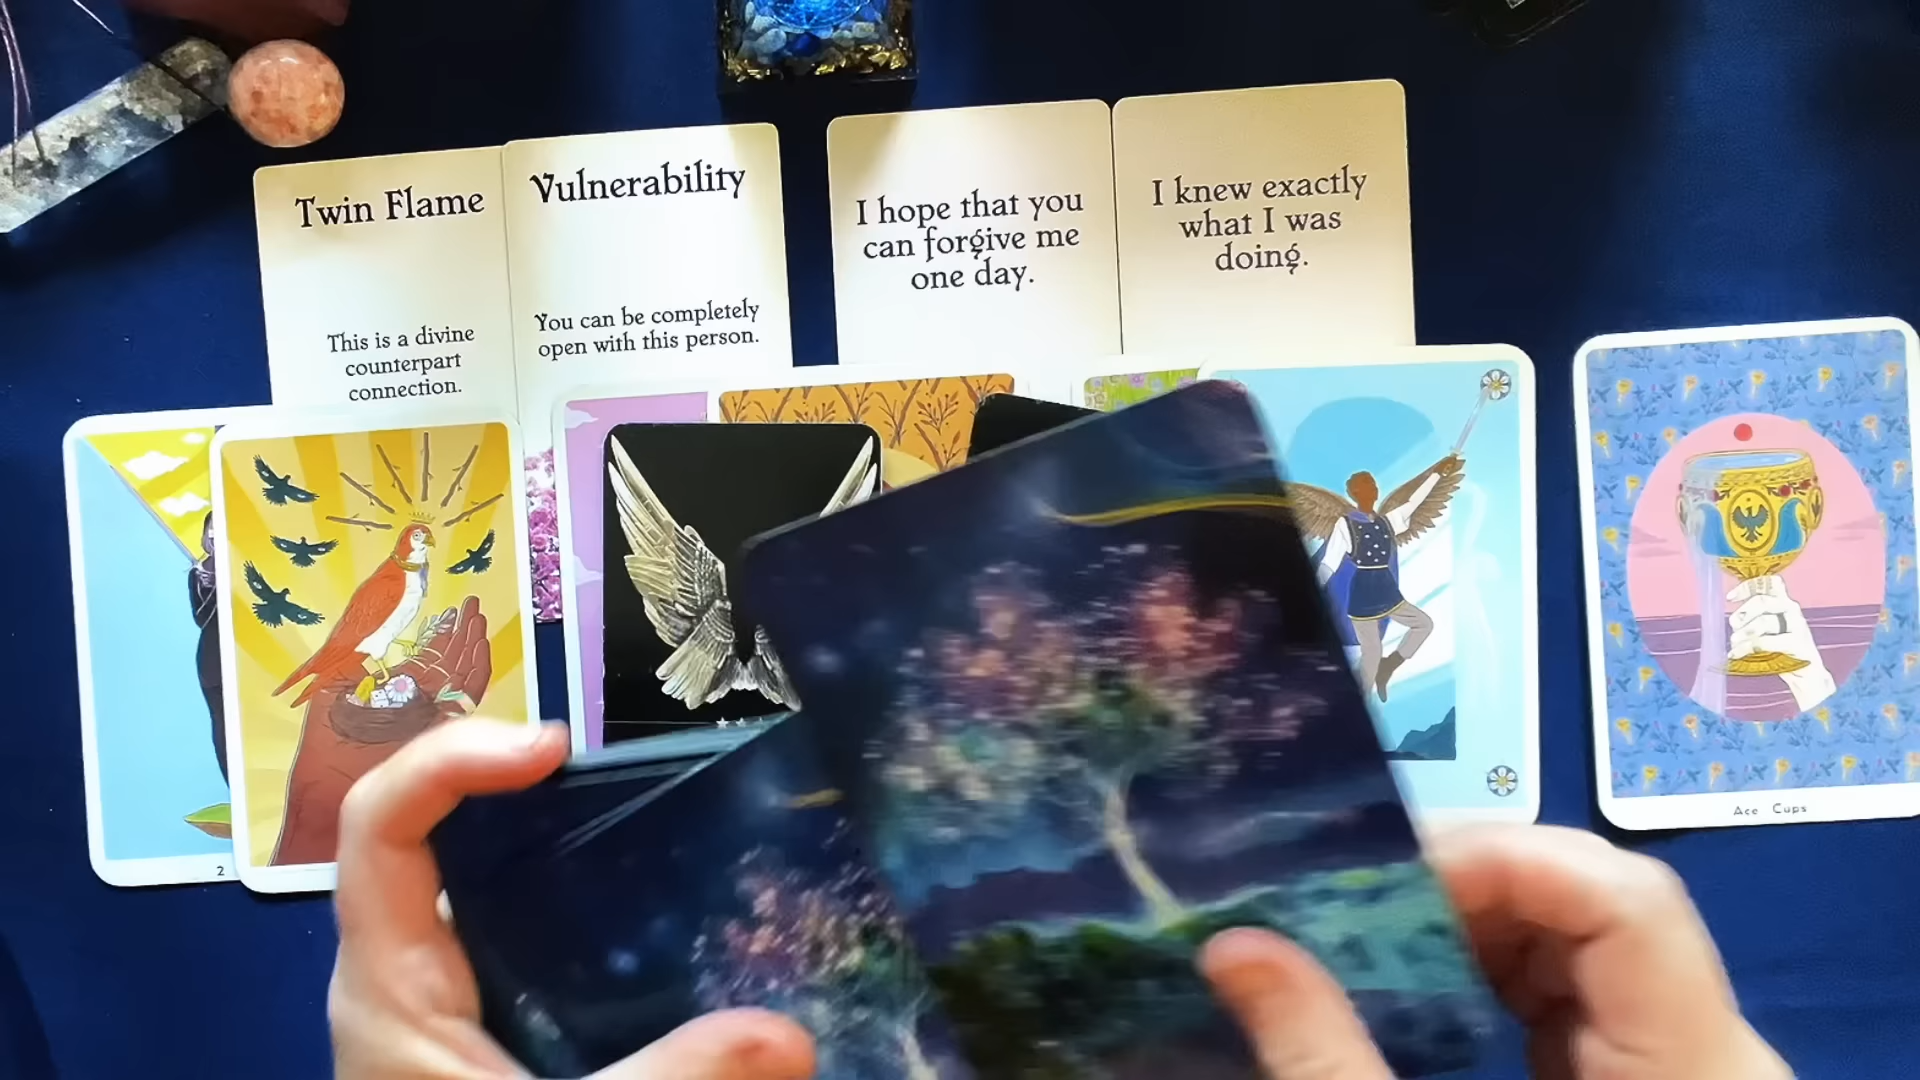 Twin Flame
This is a divine
counterpart
connection.
Vulnerability
You can be completely
open with this person.
I hope that you
can forgive me
one day.
I knew exactly
what I was
doing.
2
Ace Cups